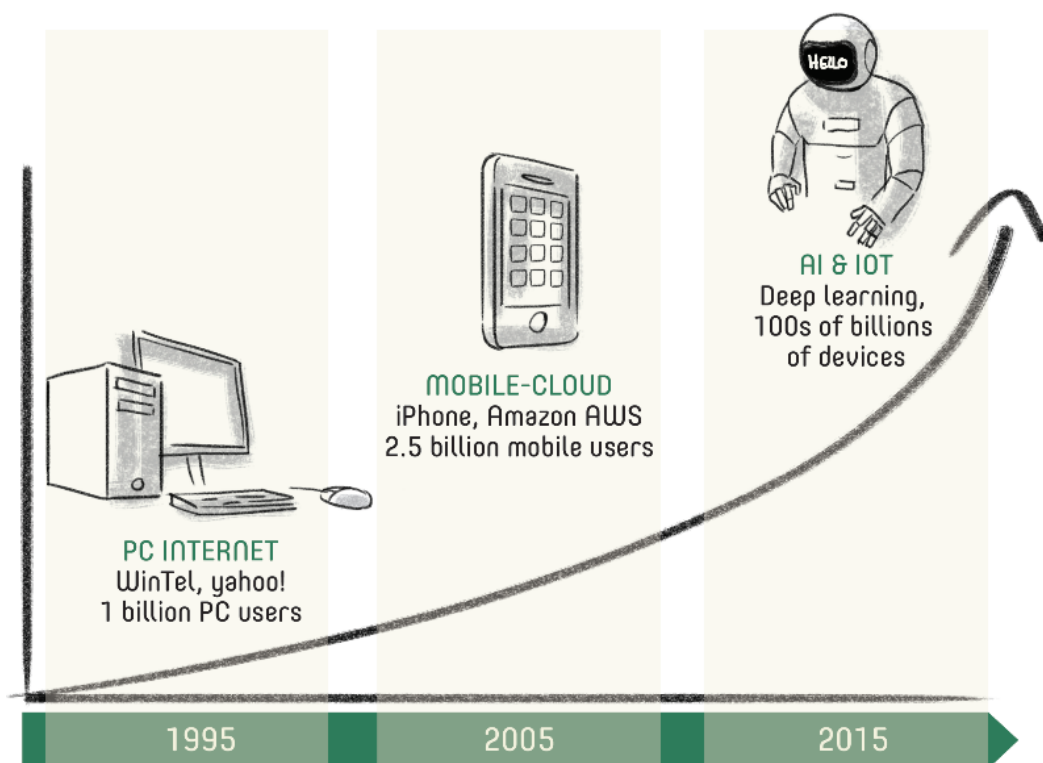 HELLO
AI & IOT
Deep learning,
100s of billions
of devices
MOBILE-CLOUD
iPhone, Amazon AWS
2.5 billion mobile users
PC INTERNET
WinTel, yahoo!
1 billion PC users
1995
2005
2015